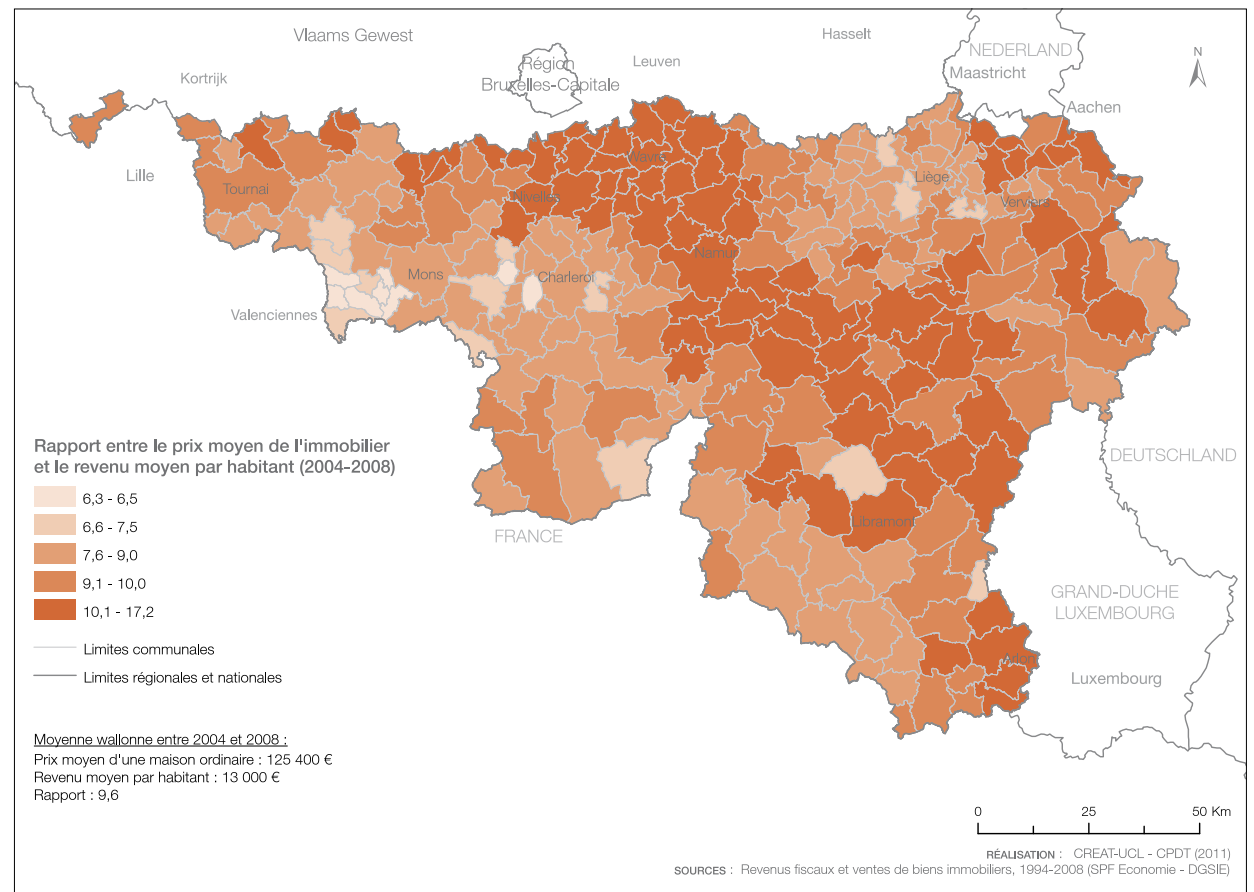 Vlaams Gewest
Hasselt
NEDERLAND
Maastricht
N
Kortrijk
Région
Bruxelles-Capitale
Leuven
Aachen
Lille
Tournai
Wavre
Nivelles
Liège
Verviers
Namur
Mons
Charleroi
Valenciennes
Rapport entre le prix moyen de l'immobilier
et le revenu moyen par habitant (2004-2008)
6,3 - 6,5
6,6 - 7,5
7,6 - 9,0
9,1 - 10,0
10,1 - 17,2
Limites communales
Limites régionales et nationales
DEUTSCHLAND
FRANCE
Libramont
GRAND-DUCHE
LUXEMBOURG
Arlon
Luxembourg
Moyenne wallonne entre 2004 et 2008 :
Prix moyen d'une maison ordinaire : 125 400 €
Revenu moyen par habitant : 13 000 €
Rapport : 9,6
0 25 50 Km
RÉALISATION : CREAT-UCL - CPDT (2011)
SOURCES : Revenus fiscaux et ventes de biens immobiliers, 1994-2008 (SPF Economie - DGSIE)